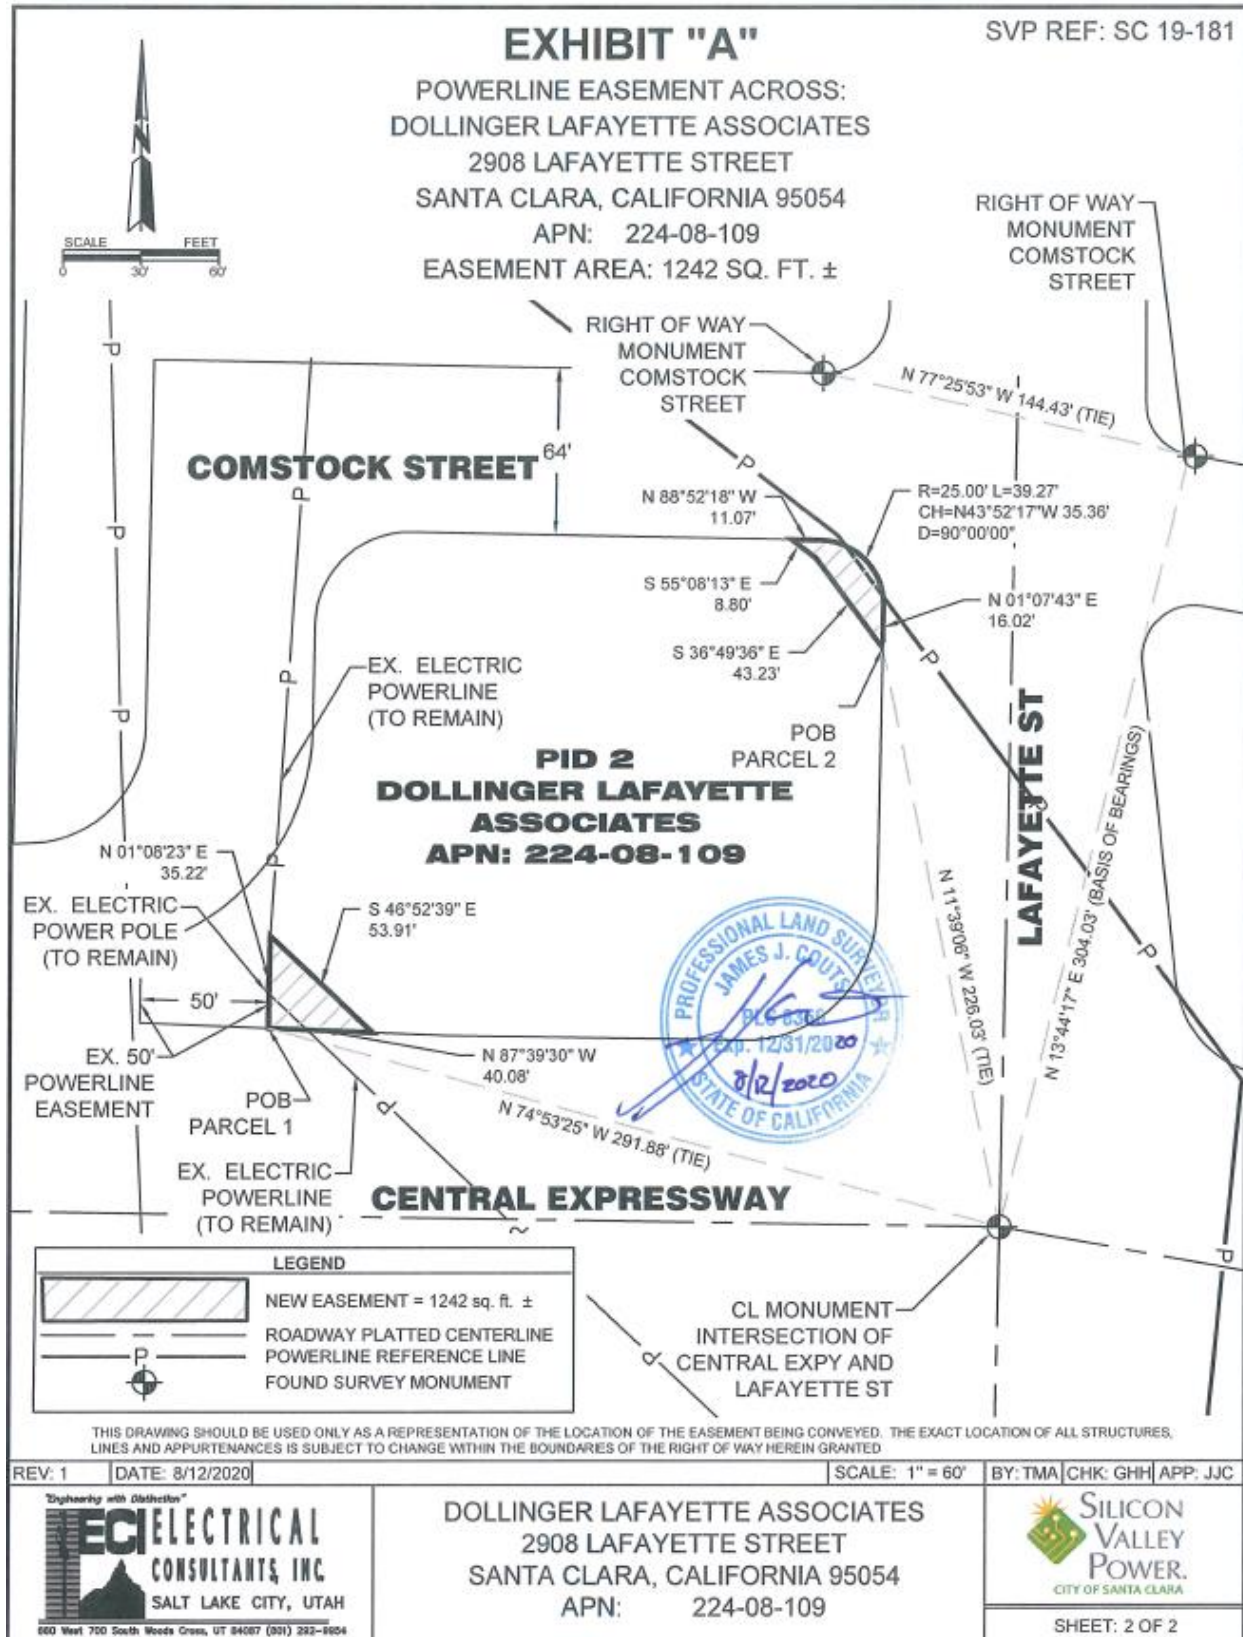 SVP REF: SC 19-181
EXHIBIT "A"
POWERLINE EASEMENT ACROSS:
DOLLINGER LAFAYETTE ASSOCIATES
2908 LAFAYETTE STREET
SANTA CLARA, CALIFORNIA 95054
APN: 224-08-109
EASEMENT AREA: 1242 SQ. FT. ±
N
SCALE FEET
0 30' 60'
RIGHT OF WAY
MONUMENT
COMSTOCK
STREET
RIGHT OF WAY
MONUMENT
COMSTOCK
STREET
N 77°25'53" W 144.43' (TIE)
COMSTOCK STREET
64'
N 88°52'18" W
11.07'
R=25.00' L=39.27'
CH=N43°52'17"W 35.36'
D=90°00'00"
S 55°08'13" E
8.80'
N 01°07'43" E
16.02'
S 36°49'36" E
43.23'
P
P
P
P
P
P
P
P
P
P
P
P
P
P
EX. ELECTRIC
POWERLINE
(TO REMAIN)
POB
PARCEL 2
LAFAYETTE ST
PID 2
DOLLINGER LAFAYETTE
ASSOCIATES
APN: 224-08-109
N 01°08'23" E
35.22'
EX. ELECTRIC
POWER POLE
(TO REMAIN)
S 46°52'39" E
53.91'
N 11°39'06" W 226.03' (TIE)
N 13°44'17" E 304.03' (BASIS OF BEARINGS)
50'
EX. 50'
POWERLINE
EASEMENT
POB
PARCEL 1
N 87°39'30" W
40.08'
N 74°53'25" W 291.88' (TIE)
PROFESSIONAL LAND SURVEYOR
JAMES J. COUTS
Exp. 12/31/2020
8/12/2020
STATE OF CALIFORNIA
EX. ELECTRIC
POWERLINE
(TO REMAIN)
CENTRAL EXPRESSWAY
CL MONUMENT
INTERSECTION OF
CENTRAL EXPY AND
LAFAYETTE ST
LEGEND
NEW EASEMENT = 1242 sq. ft. ±
ROADWAY PLATTED CENTERLINE
P POWERLINE REFERENCE LINE
FOUND SURVEY MONUMENT
THIS DRAWING SHOULD BE USED ONLY AS A REPRESENTATION OF THE LOCATION OF THE EASEMENT BEING CONVEYED. THE EXACT LOCATION OF ALL STRUCTURES,
LINES AND APPURTENANCES IS SUBJECT TO CHANGE WITHIN THE BOUNDARIES OF THE RIGHT OF WAY HEREIN GRANTED
REV: 1 DATE: 8/12/2020 SCALE: 1" = 60' BY: TMA CHK: GHH APP: JJC
"Engineering with Distinction"
ECI ELECTRICAL
CONSULTANTS, INC.
SALT LAKE CITY, UTAH
660 West 700 South Woods Cross, UT 84087 (801) 292-9954
DOLLINGER LAFAYETTE ASSOCIATES
2908 LAFAYETTE STREET
SANTA CLARA, CALIFORNIA 95054
APN: 224-08-109
SILICON
VALLEY
POWER.
CITY OF SANTA CLARA
SHEET: 2 OF 2